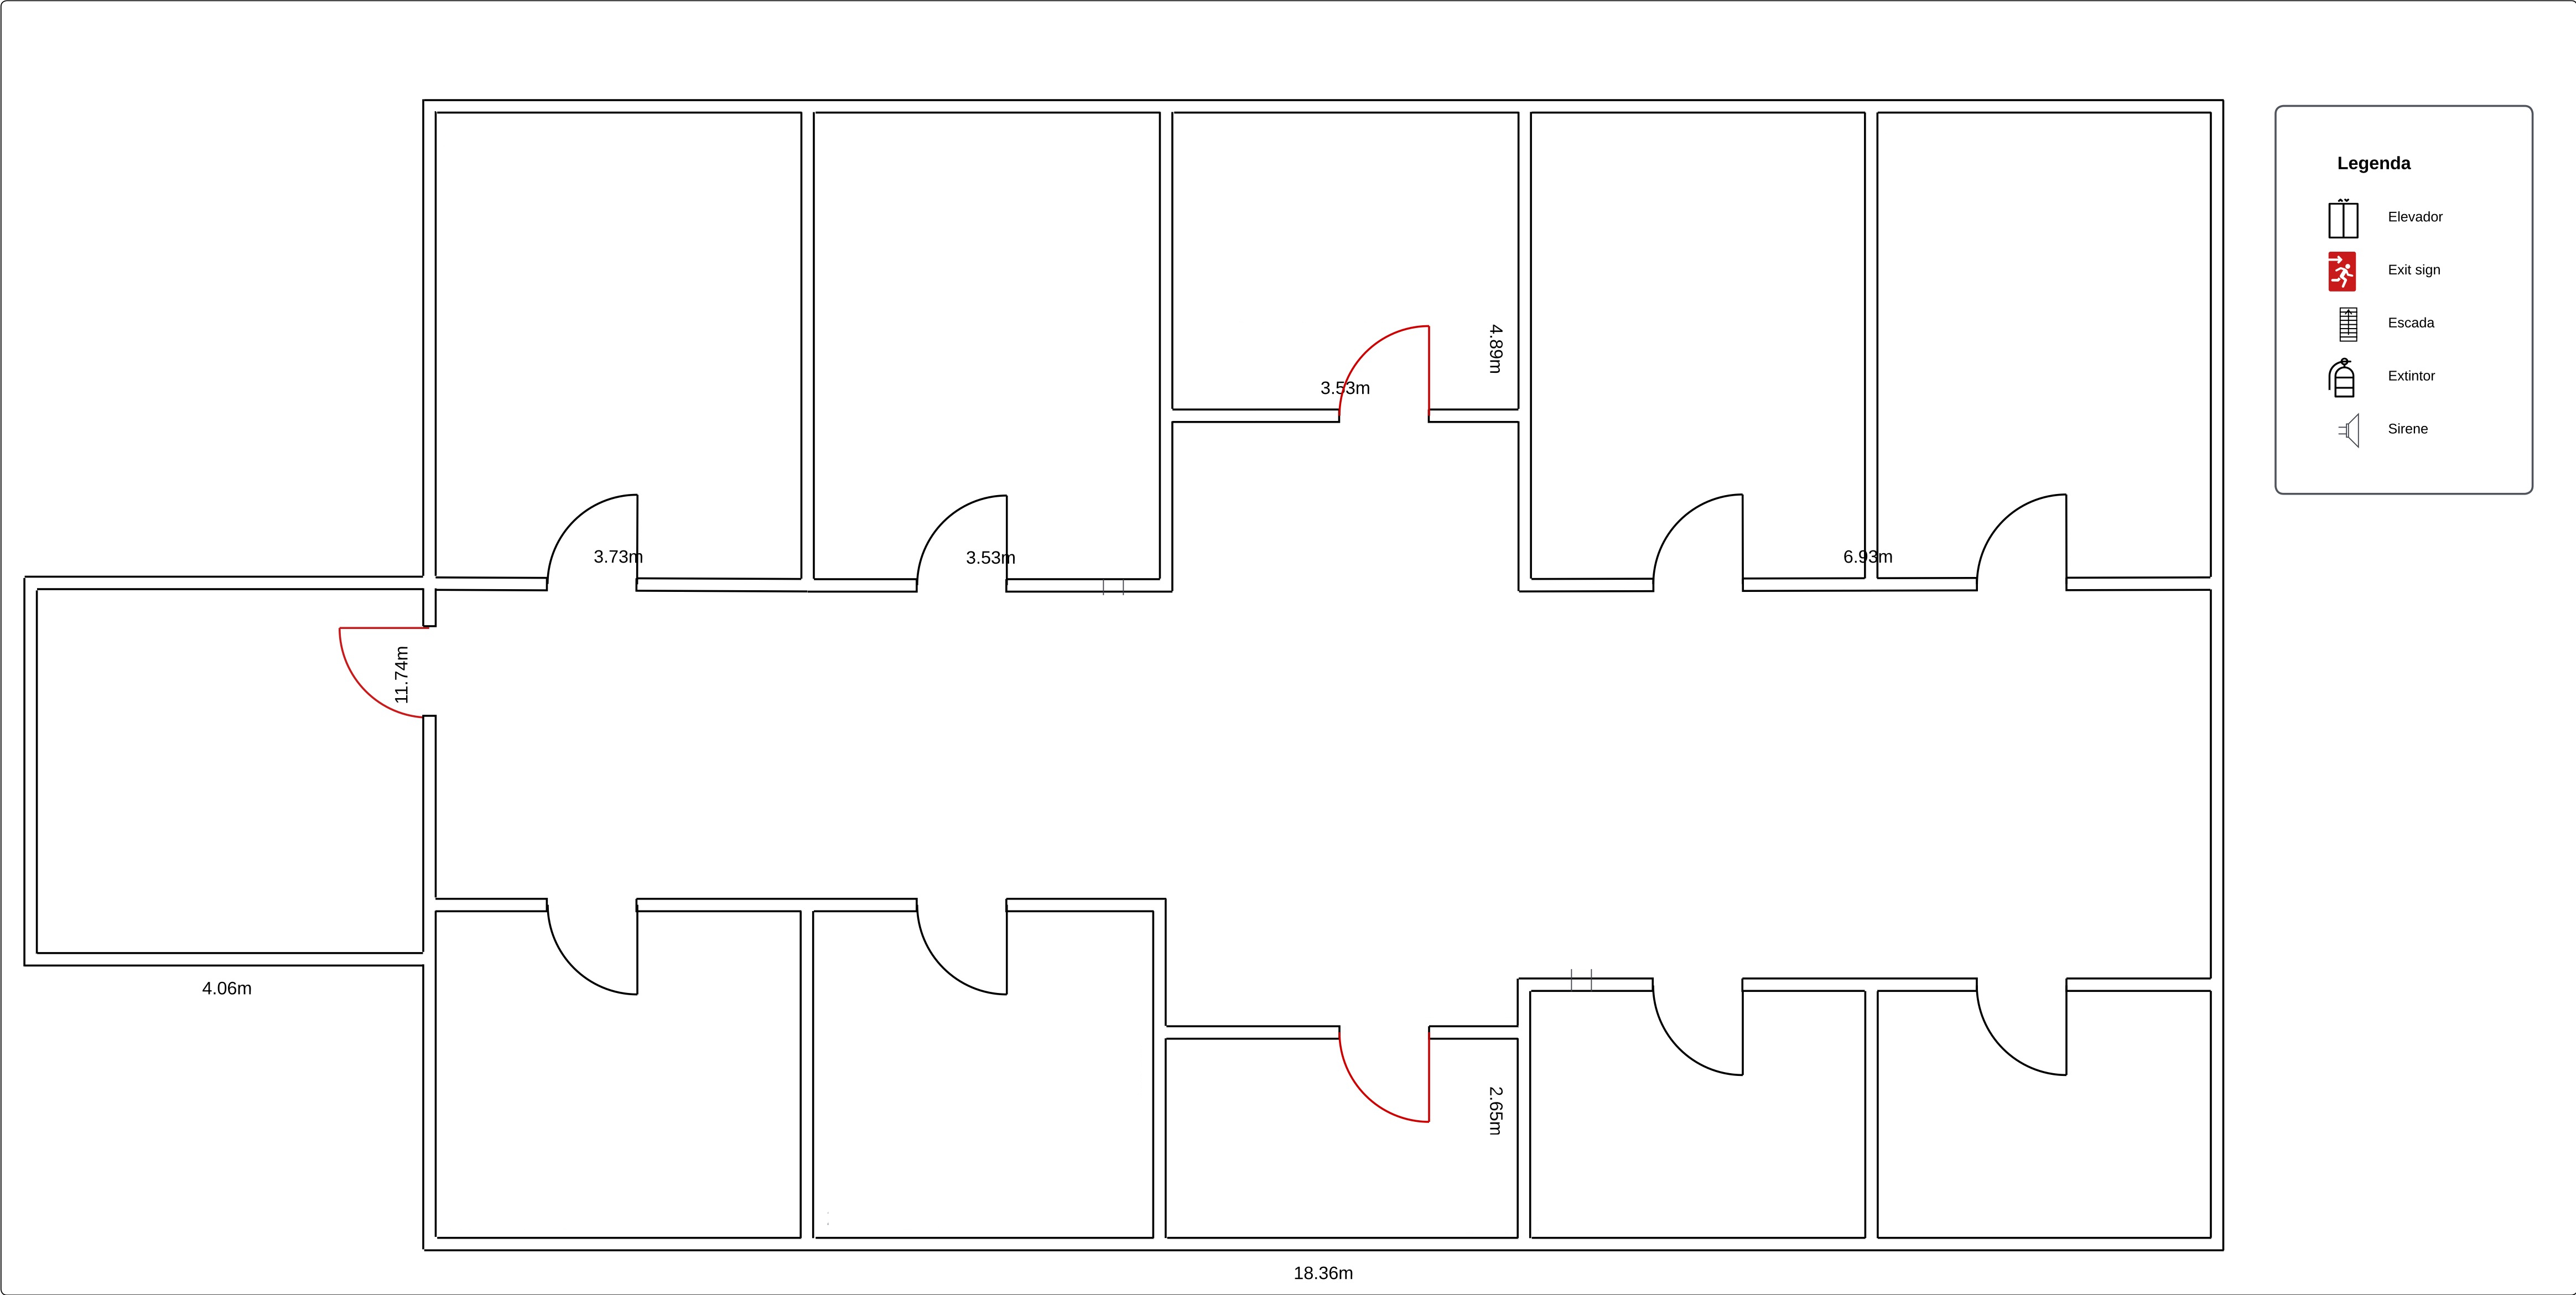 Legenda
Elevador
Exit sign
Escada
Extintor
Sirene
4.89m
3.53m
3.73m
3.53m
6.93m
11.74m
4.06m
2.65m
18.36m